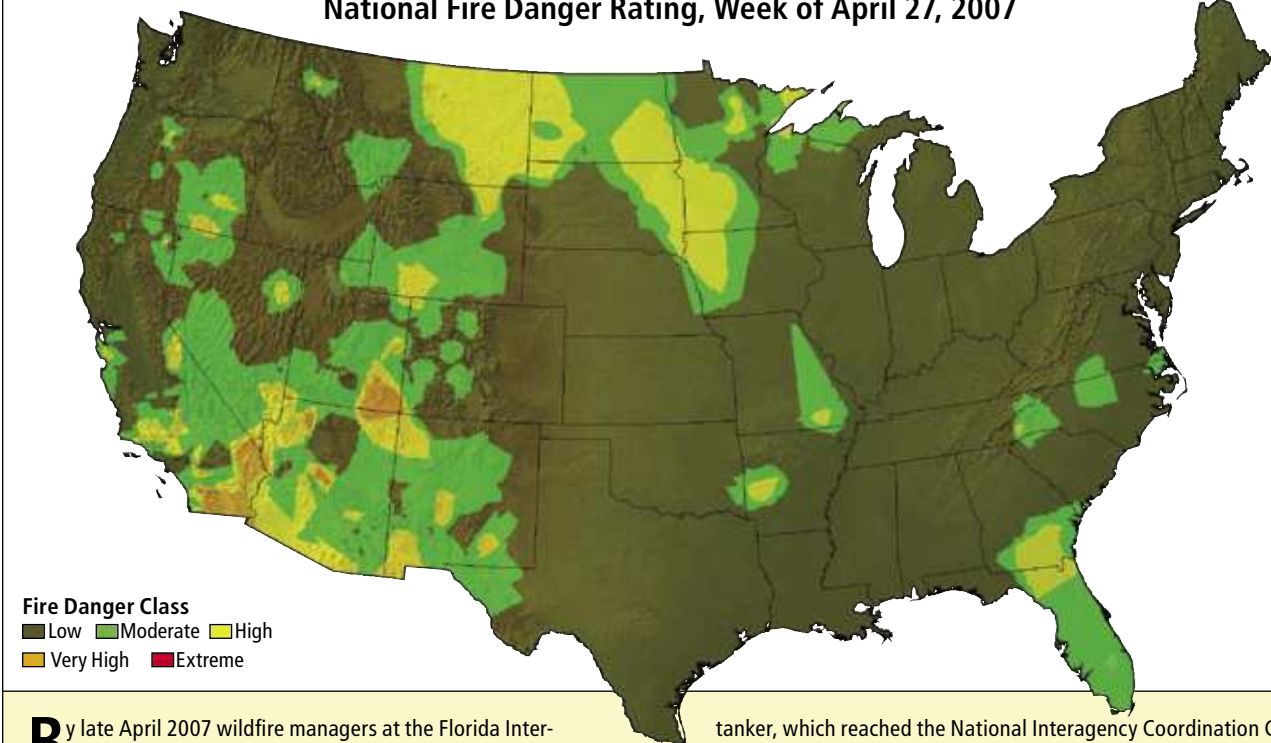 National Fire Danger Rating, Week of April 27, 2007
Fire Danger Class
Low Moderate High
Very High Extreme
By late April 2007 wildfire managers at the Florida Inter-
tanker, which reached the National Interagency Coordination